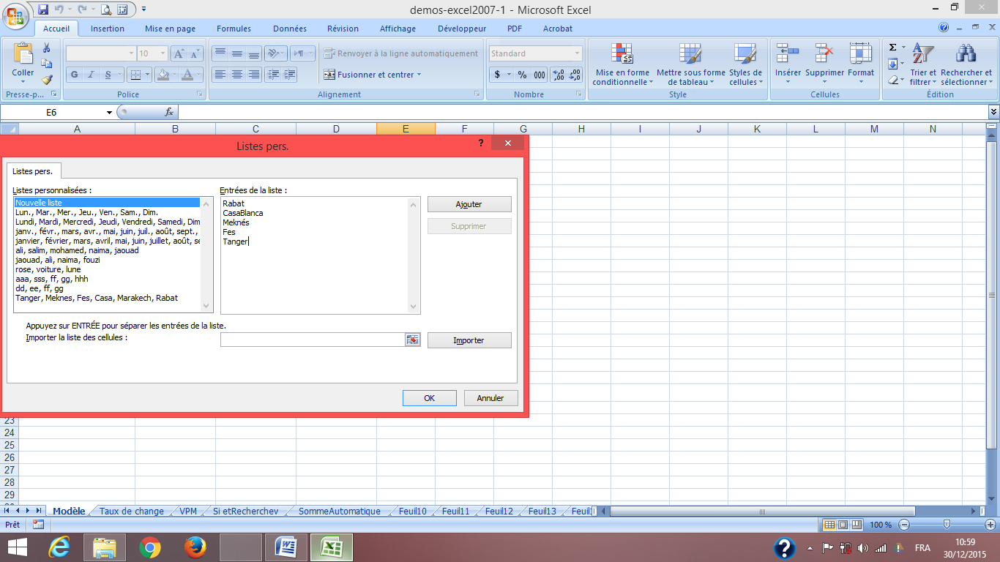 demos-excel2007-1 - Microsoft Excel
Accueil Insertion Mise en page Formules Données Révision Affichage Développeur PDF Acrobat
Coller
Presse-p...
10 A A
G I S
Police
Renvoyer à la ligne automatiquement
Fusionner et centrer
Alignement
Standard
$ % 000 ,00 ,00
Nombre
Mise en forme conditionnelle
Mettre sous forme de tableau
Styles de cellules
Style
Insérer Supprimer Format
Cellules
Σ
Trier et filtrer
Rechercher et sélectionner
Édition
E6 fx
A B C D E F G H I J K L M N
Listes pers. ?
Listes pers.
Listes personnalisées :
Nouvelle liste
Lun., Mar., Mer., Jeu., Ven., Sam., Dim.
Lundi, Mardi, Mercredi, Jeudi, Vendredi, Samedi, Dim
janv., févr., mars, avr., mai, juin, juil., août, sept.,
janvier, février, mars, avril, mai, juin, juillet, août, se
ali, salim, mohamed, naima, jaouad
jaouad, ali, naima, fouzi
rose, voiture, lune
aaa, sss, ff, gg, hhh
dd, ee, ff, gg
Tanger, Meknes, Fes, Casa, Marakech, Rabat
Entrées de la liste :
Rabat
CasaBlanca
Meknés
Fes
Tanger
Ajouter
Supprimer
Appuyez sur ENTRÉE pour séparer les entrées de la liste.
Importer la liste des cellules :
Importer
OK Annuler
23
24
25
26
27
28
29
Modèle Taux de change VPM Si etRecherchev SommeAutomatique Feuil10 Feuil11 Feuil12 Feuil13 Feuil1
Prêt 100 %
FRA
10:59
30/12/2015